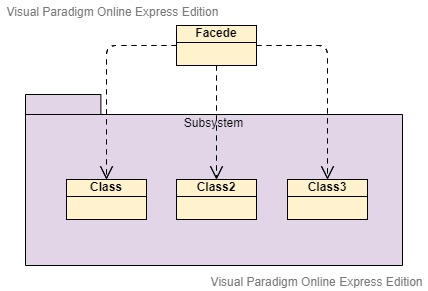 Visual Paradigm Online Express Edition
Facede
Subsystem
Class
Class2
Class3
Visual Paradigm Online Express Edition